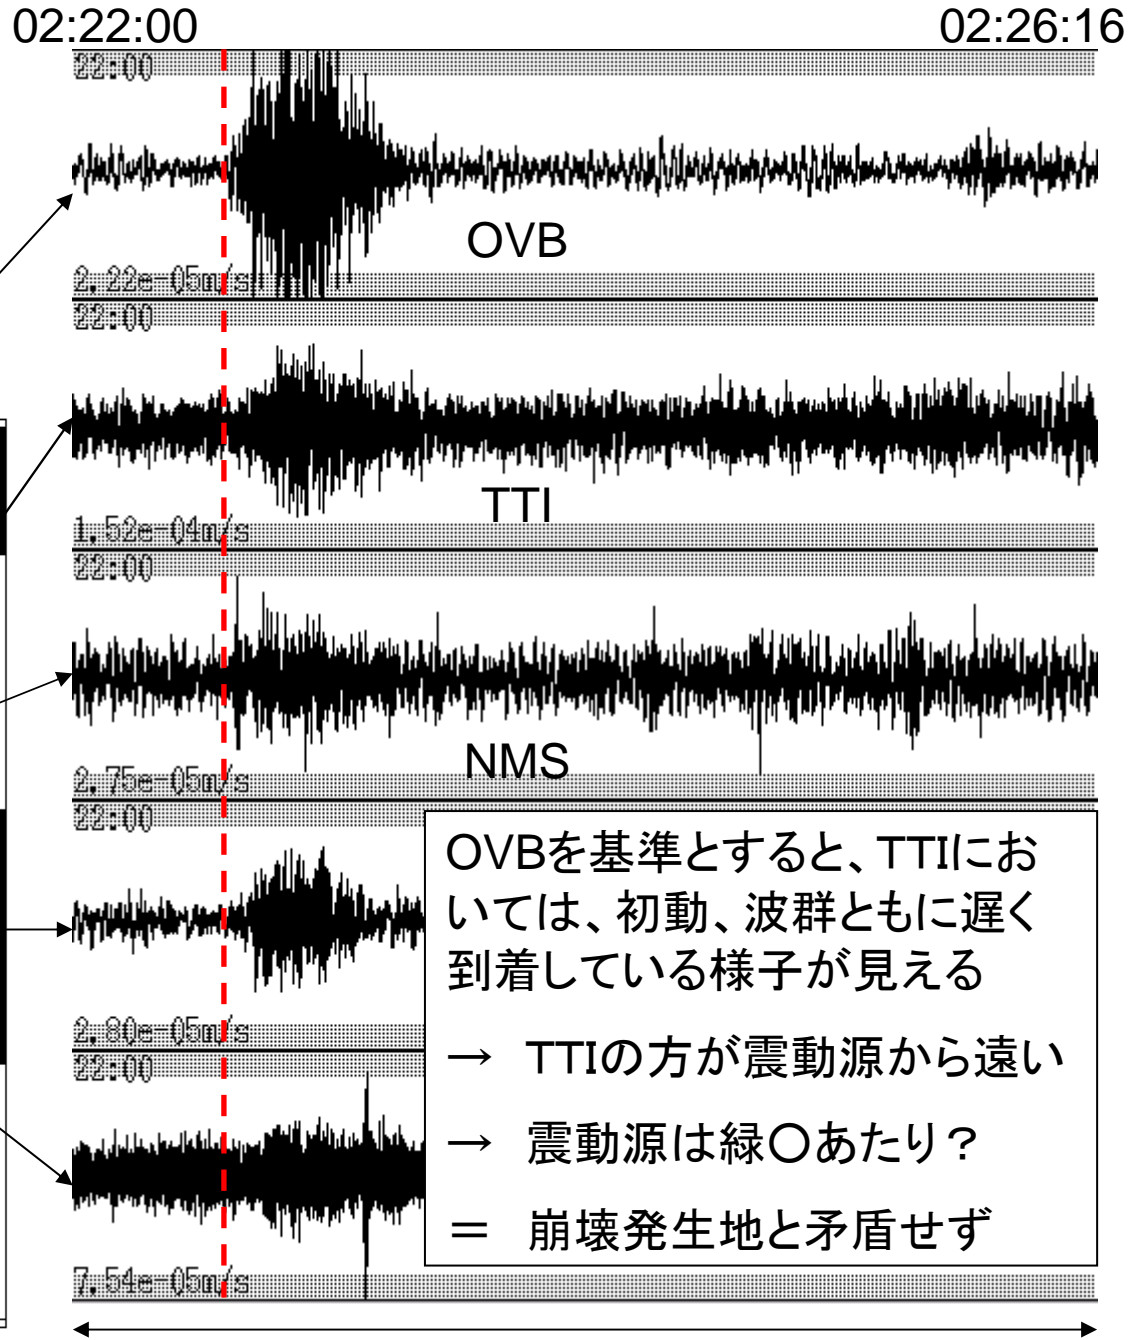 02:22:00 02:26:16
22:00
OVB
2.22e-05m/s
22:00
TTI
1.52e-04m/s
22:00
NMS
2.75e-05m/s
22:00
OVBを基準とすると、TTIにお
いては、初動、波群ともに遅く
到着している様子が見える
→ TTIの方が震動源から遠い
→ 震動源は緑〇あたり？
＝ 崩壊発生地と矛盾せず
2.80e-05m/s
22:00
7.54e-05m/s